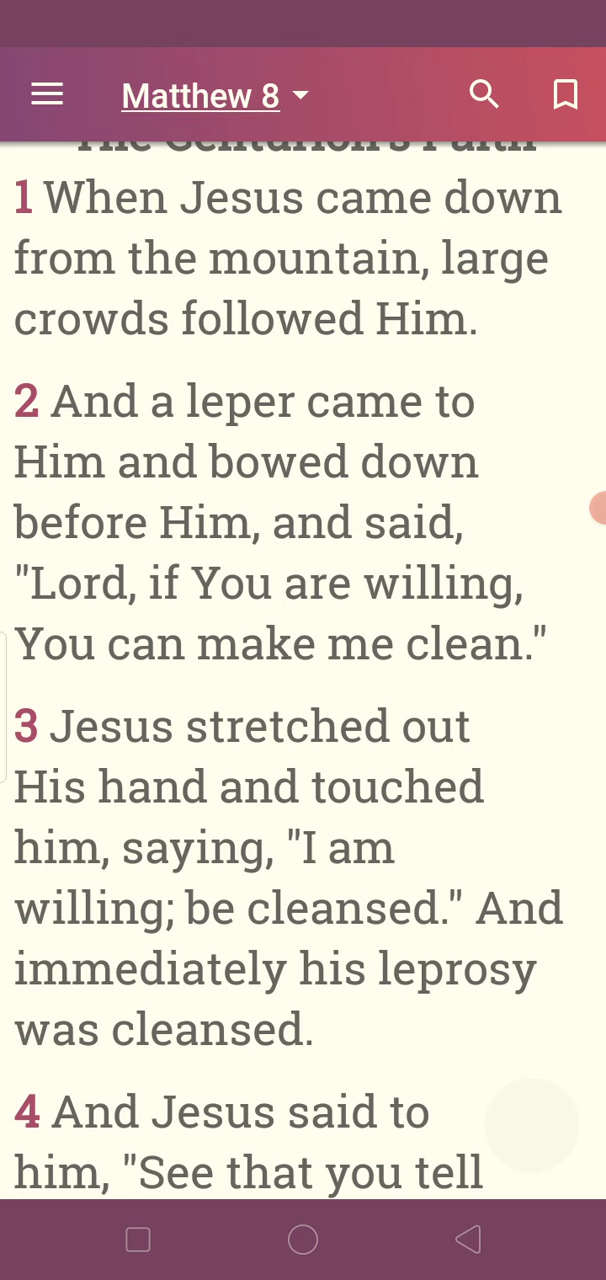 Matthew 8
The Centurion's Faith
1 When Jesus came down
from the mountain, large
crowds followed Him.
2 And a leper came to
Him and bowed down
before Him, and said,
"Lord, if You are willing,
You can make me clean."
3 Jesus stretched out
His hand and touched
him, saying, "I am
willing; be cleansed." And
immediately his leprosy
was cleansed.
4 And Jesus said to
him, "See that you tell